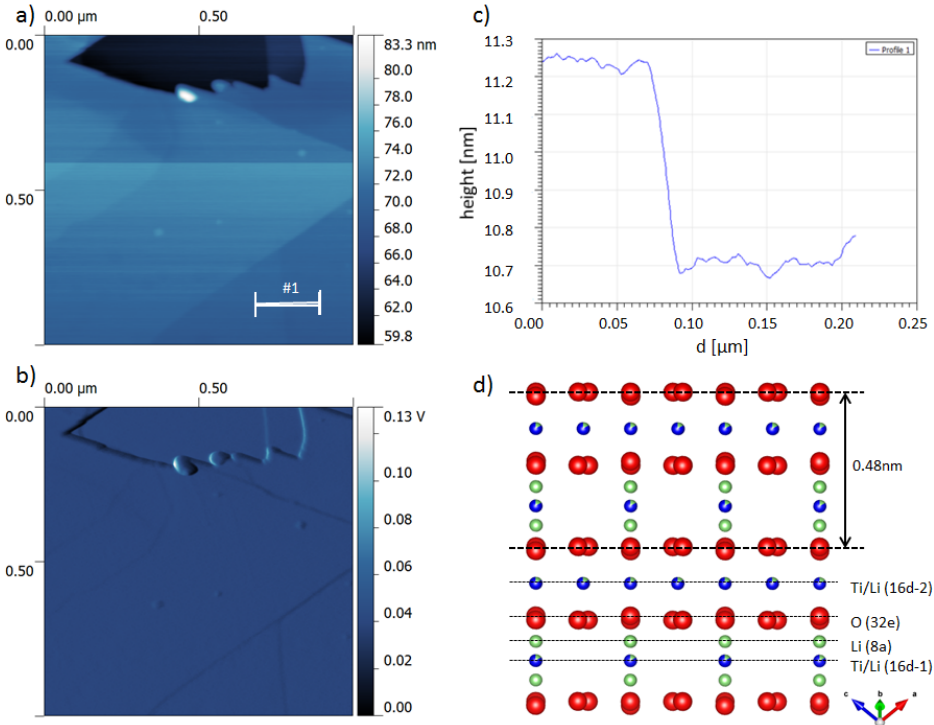 a)
0.00 µm 0.50
0.00
0.50
#1
83.3 nm
80.0
78.0
76.0
74.0
72.0
70.0
68.0
66.0
64.0
62.0
59.8
b)
0.00 µm 0.50
0.00
0.50
0.13 V
0.10
0.08
0.06
0.04
0.02
0.00
c)
11.3
11.2
11.1
11.0
10.9
10.8
10.7
10.6
height [nm]
Profile 1
0.00 0.05 0.10 0.15 0.20 0.25
d [µm]
d)
0.48nm
Ti/Li (16d-2)
O (32e)
Li (8a)
Ti/Li (16d-1)
c b a